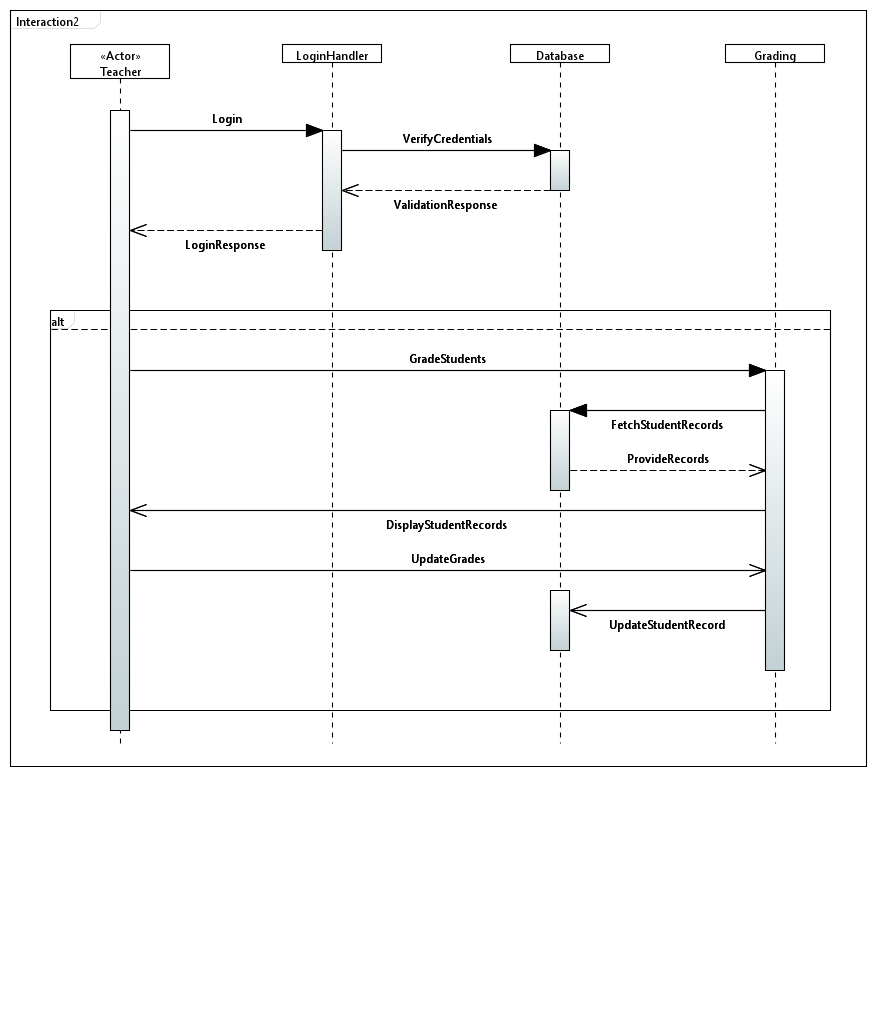 Interaction2
«Actor»
Teacher
LoginHandler
Database
Grading
Login
VerifyCredentials
ValidationResponse
LoginResponse
alt
GradeStudents
FetchStudentRecords
ProvideRecords
DisplayStudentRecords
UpdateGrades
UpdateStudentRecord